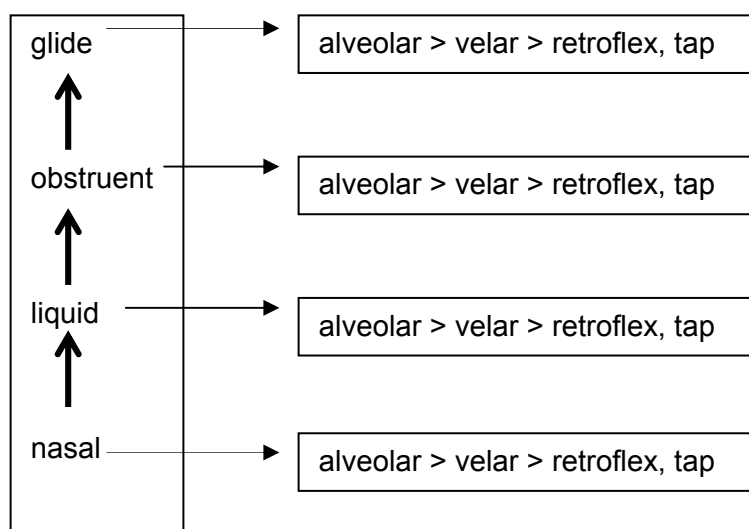 glide alveolar > velar > retroflex, tap
obstruent alveolar > velar > retroflex, tap
liquid alveolar > velar > retroflex, tap
nasal alveolar > velar > retroflex, tap